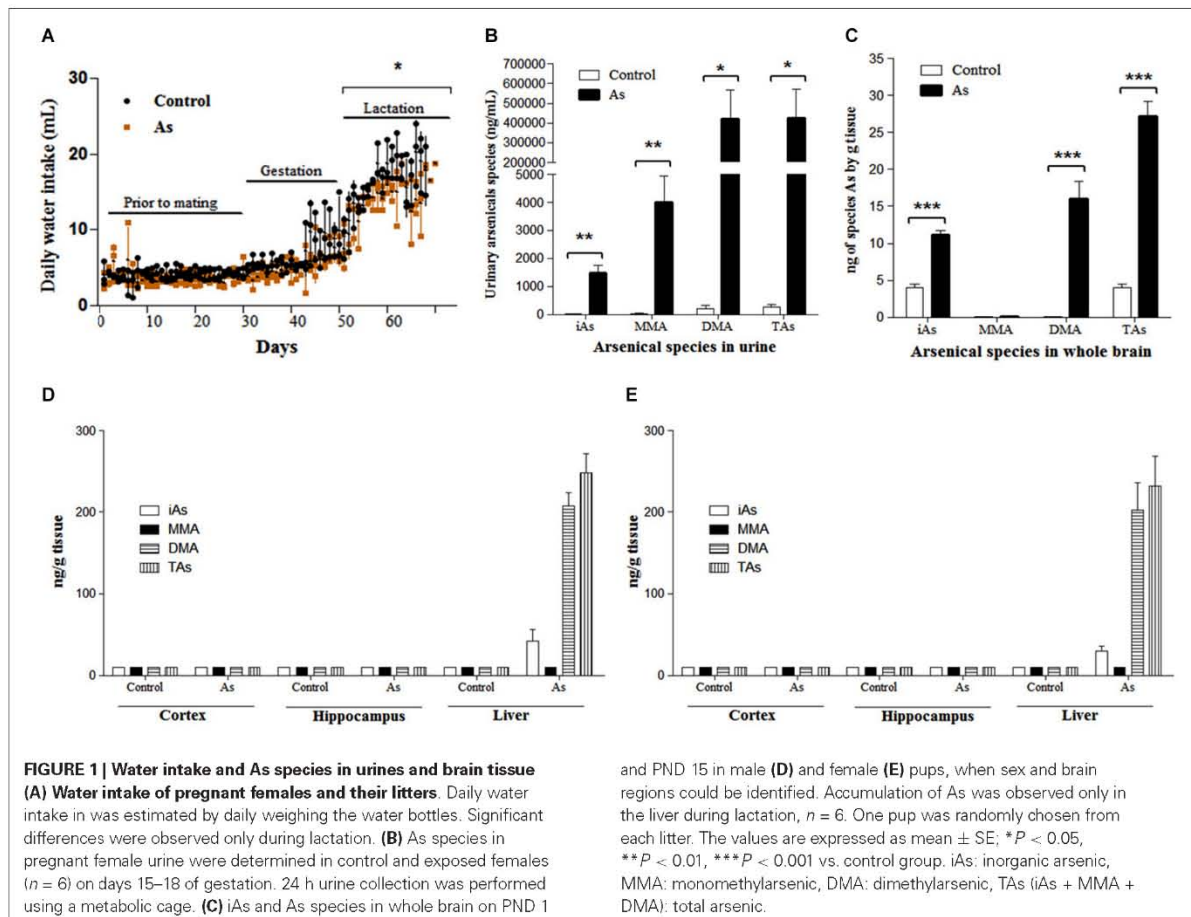 A
30
20
10
0
Daily water intake (mL)
Control
As
Prior to mating
Gestation
Lactation
*
0 10 20 30 40 50 60
Days
B
Urinary arsenicals species (ng/mL)
700000
600000
500000
400000
300000
200000
5000
4000
3000
2000
1000
0
Control
As
** ** * *
iAs MMA DMA TAs
Arsenical species in urine
C
ng of species As by g tissue
35
30
25
20
15
10
5
0
Control
As
*** *** ***
iAs MMA DMA TAs
Arsenical species in whole brain
D
ng/g tissue
300
200
100
0
iAs
MMA
DMA
TAs
Control As Control As Control As
Cortex Hippocampus Liver
E
ng/g tissue
300
200
100
0
iAs
MMA
DMA
TAs
Control As Control As Control As
Cortex Hippocampus Liver
FIGURE 1 | Water intake and As species in urines and brain tissue
(A) Water intake of pregnant females and their litters. Daily water
intake in was estimated by daily weighing the water bottles. Significant
differences were observed only during lactation. (B) As species in
pregnant female urine were determined in control and exposed females
(n = 6) on days 15–18 of gestation. 24 h urine collection was performed
using a metabolic cage. (C) iAs and As species in whole brain on PND 1
and PND 15 in male (D) and female (E) pups, when sex and brain
regions could be identified. Accumulation of As was observed only in
the liver during lactation, n = 6. One pup was randomly chosen from
each litter. The values are expressed as mean ± SE; *P < 0.05,
**P < 0.01, ***P < 0.001 vs. control group. iAs: inorganic arsenic,
MMA: monomethylarsenic, DMA: dimethylarsenic, TAs (iAs + MMA +
DMA): total arsenic.